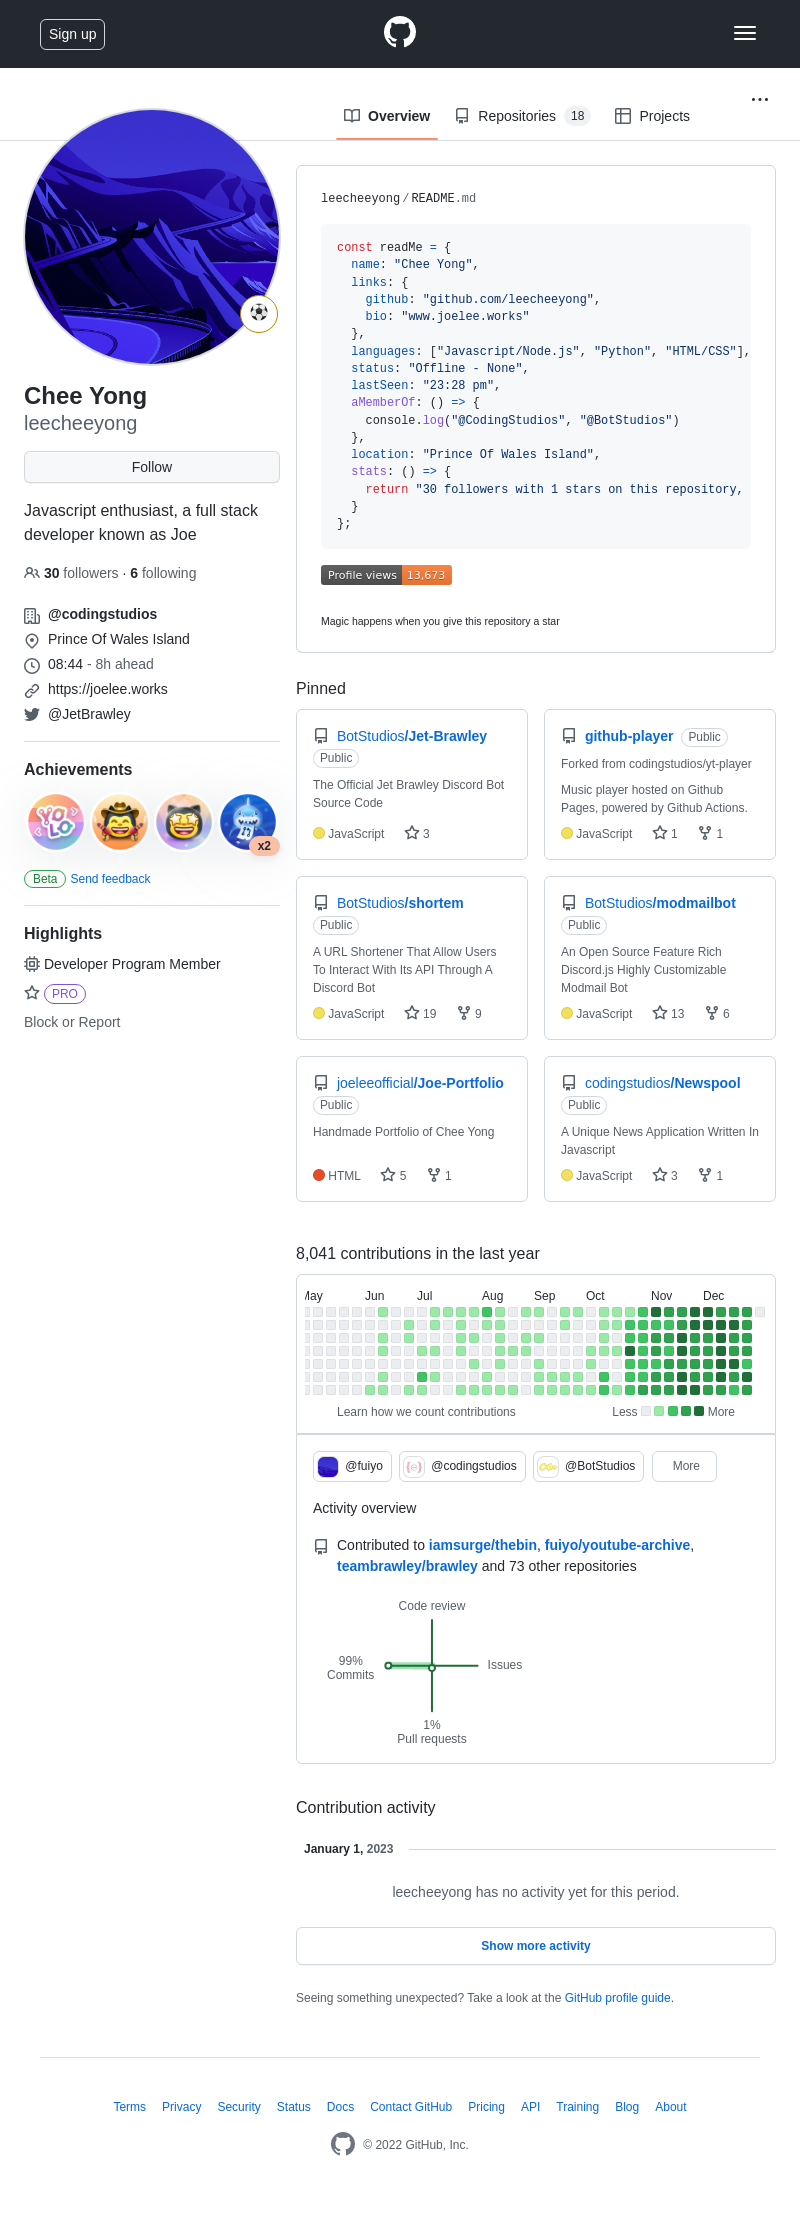 Sign up
Overview
Repositories 18
Projects
Chee Yong
leecheeyong
Follow
Javascript enthusiast, a full stack
developer known as Joe
30 followers · 6 following
@codingstudios
Prince Of Wales Island
08:44 - 8h ahead
https://joelee.works
@JetBrawley
Achievements
YOLO
x2
Beta Send feedback
Highlights
Developer Program Member
PRO
Block or Report
leecheeyong/README.md
const readMe = {
name: "Chee Yong",
links: {
github: "github.com/leecheeyong",
bio: "www.joelee.works"
},
languages: ["Javascript/Node.js", "Python", "HTML/CSS"],
status: "Offline - None",
lastSeen: "23:28 pm",
aMemberOf: () => {
console.log("@CodingStudios", "@BotStudios")
},
location: "Prince Of Wales Island",
stats: () => {
return "30 followers with 1 stars on this repository,
}
};
Profile views 13,673
Magic happens when you give this repository a star
Pinned
BotStudios/Jet-Brawley
Public
The Official Jet Brawley Discord Bot
Source Code
JavaScript 3
github-player Public
Forked from codingstudios/yt-player
Music player hosted on Github
Pages, powered by Github Actions.
JavaScript 1 1
BotStudios/shortem
Public
A URL Shortener That Allow Users
To Interact With Its API Through A
Discord Bot
JavaScript 19 9
BotStudios/modmailbot
Public
An Open Source Feature Rich
Discord.js Highly Customizable
Modmail Bot
JavaScript 13 6
joeleeofficial/Joe-Portfolio
Public
Handmade Portfolio of Chee Yong
HTML 5 1
codingstudios/Newspool
Public
A Unique News Application Written In
Javascript
JavaScript 3 1
8,041 contributions in the last year
May Jun Jul Aug Sep Oct Nov Dec
Learn how we count contributions
Less More
@fuiyo
@codingstudios
@BotStudios
More
Activity overview
Contributed to iamsurge/thebin, fuiyo/youtube-archive,
teambrawley/brawley and 73 other repositories
Code review
99%
Commits
Issues
1%
Pull requests
Contribution activity
January 1, 2023
leecheeyong has no activity yet for this period.
Show more activity
Seeing something unexpected? Take a look at the GitHub profile guide.
Terms Privacy Security Status Docs Contact GitHub Pricing API Training Blog About
© 2022 GitHub, Inc.